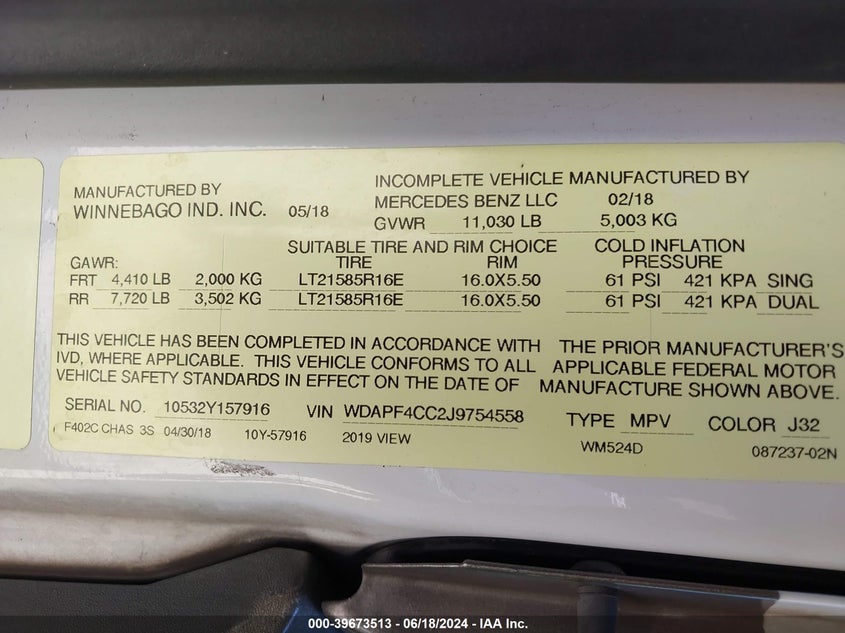 MANUFACTURED BY
WINNEBAGO IND. INC. 05/18
INCOMPLETE VEHICLE MANUFACTURED BY
MERCEDES BENZ LLC 02/18
GVWR 11,030 LB 5,003 KG
SUITABLE TIRE AND RIM CHOICE COLD INFLATION
GAWR: TIRE RIM PRESSURE
FRT 4,410 LB 2,000 KG LT21585R16E 16.0X5.50 61 PSI 421 KPA SING
RR 7,720 LB 3,502 KG LT21585R16E 16.0X5.50 61 PSI 421 KPA DUAL
THIS VEHICLE HAS BEEN COMPLETED IN ACCORDANCE WITH THE PRIOR MANUFACTURER'S
IVD, WHERE APPLICABLE. THIS VEHICLE CONFORMS TO ALL APPLICABLE FEDERAL MOTOR
VEHICLE SAFETY STANDARDS IN EFFECT ON THE DATE OF MANUFACTURE SHOWN ABOVE.
SERIAL NO. 10532Y157916 VIN WDAPF4CC2J9754558 TYPE MPV COLOR J32
F402C CHAS 3S 04/30/18 10Y-57916 2019 VIEW WM524D 087237-02N
000-39673513 - 06/18/2024 - IAA Inc.